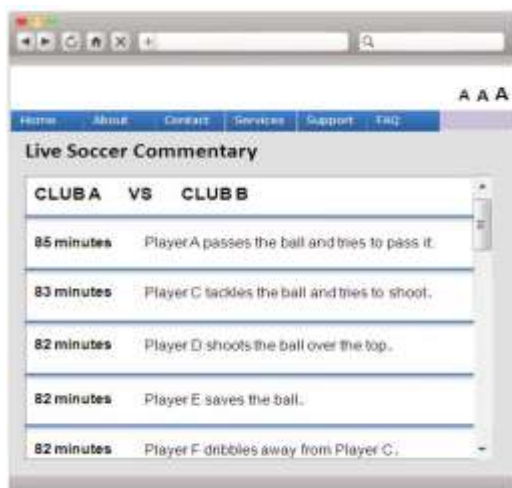 A A A
Home About Contact Services Support FAQ
Live Soccer Commentary
CLUB A VS CLUB B
85 minutes Player A passes the ball and tries to pass it.
83 minutes Player C tackles the ball and tries to shoot.
82 minutes Player D shoots the ball over the top.
82 minutes Player E saves the ball.
82 minutes Player F dribbles away from Player C.